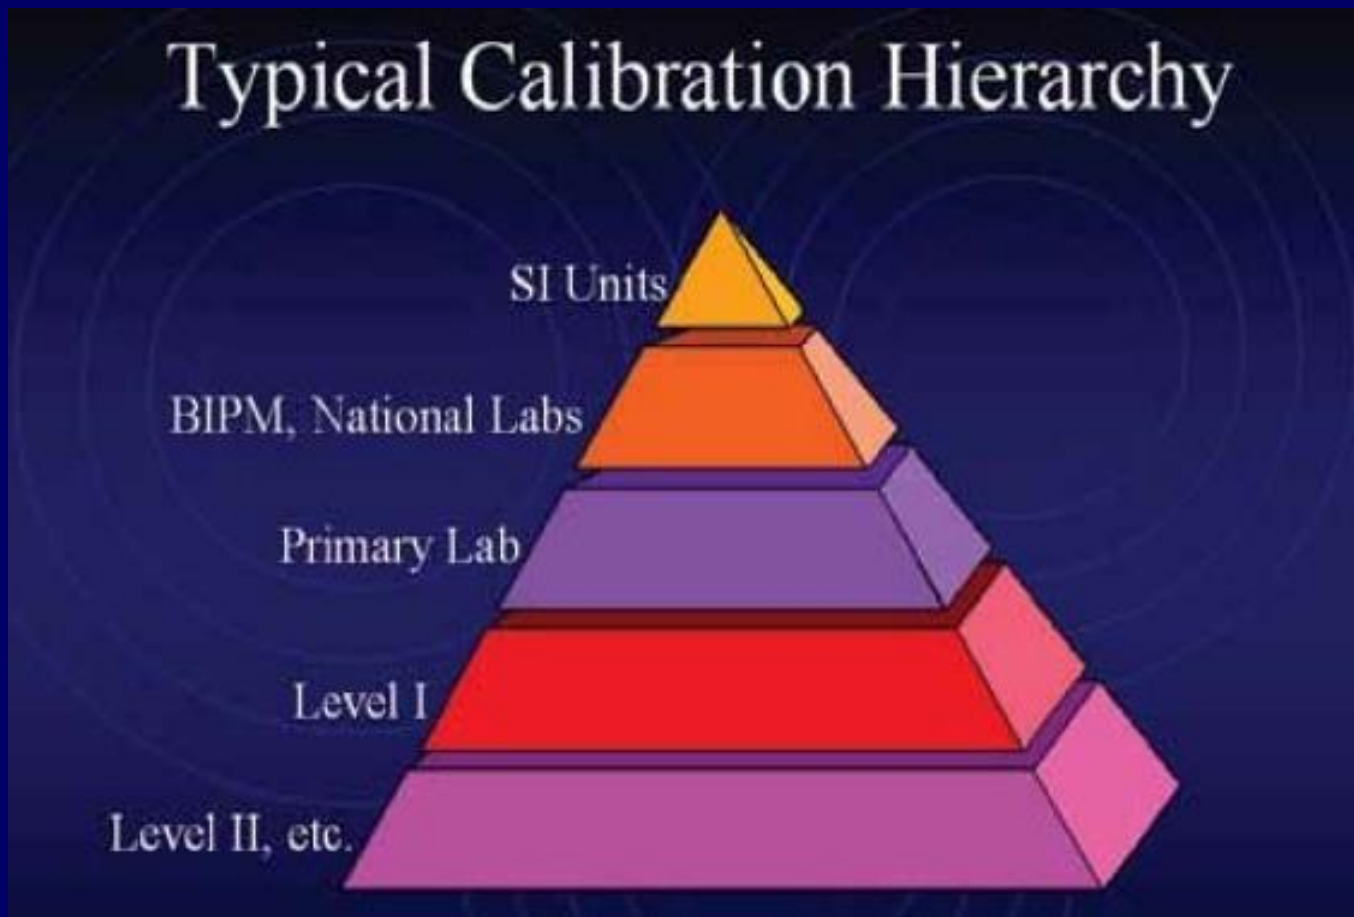 Typical Calibration Hierarchy
SI Units
BIPM, National Labs
Primary Lab
Level I
Level II, etc.